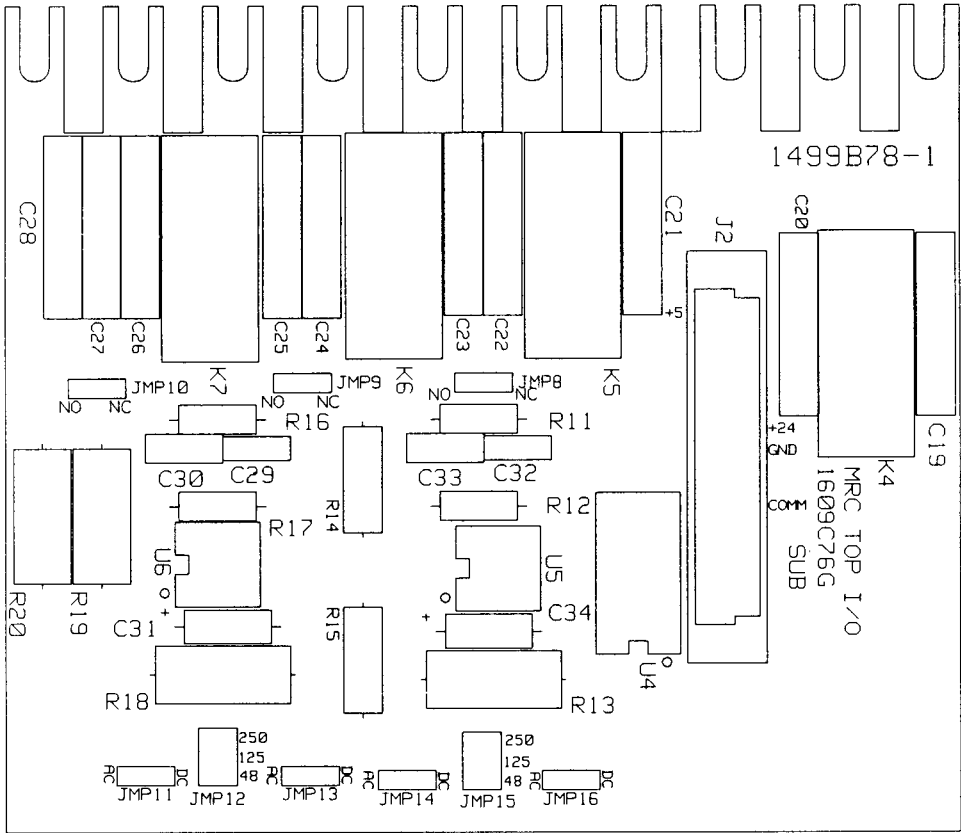 1499B78-1
C28
C27
C26
K7
C25
C24
K6
C23
C22
K5
C21
+5
J2
C20
K4
C19
JMP10
NO
NC
JMP9
NO
NC
JMP8
NO
NC
R16
R11
+24
GND
COMM
C30
C29
C33
C32
R14
R17
R12
MRC TOP I/O
1609C76G
SUB
U6
U5
R20
R19
+
C31
R15
+
C34
U4
R18
R13
250
125
48
250
125
48
AC
DC
AC
DC
AC
DC
AC
DC
JMP11
JMP12
JMP13
JMP14
JMP15
JMP16